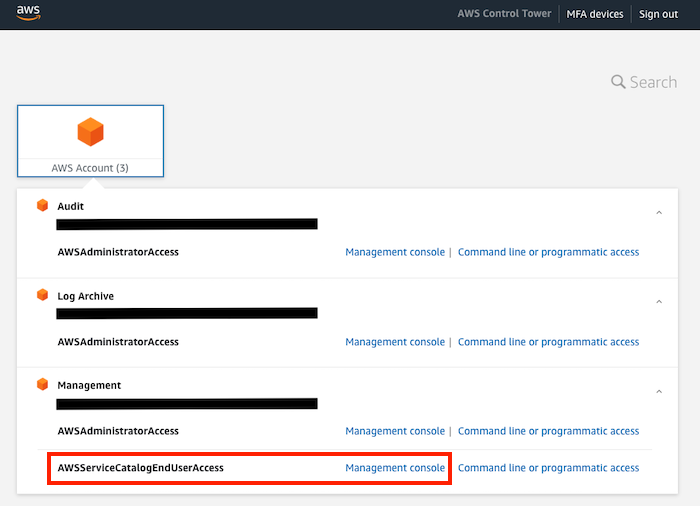 aws
AWS Control Tower | MFA devices | Sign out
Search
AWS Account (3)
Audit
AWSAdministratorAccess Management console | Command line or programmatic access
Log Archive
AWSAdministratorAccess Management console | Command line or programmatic access
Management
AWSAdministratorAccess Management console | Command line or programmatic access
AWSServiceCatalogEndUserAccess Management console Command line or programmatic access